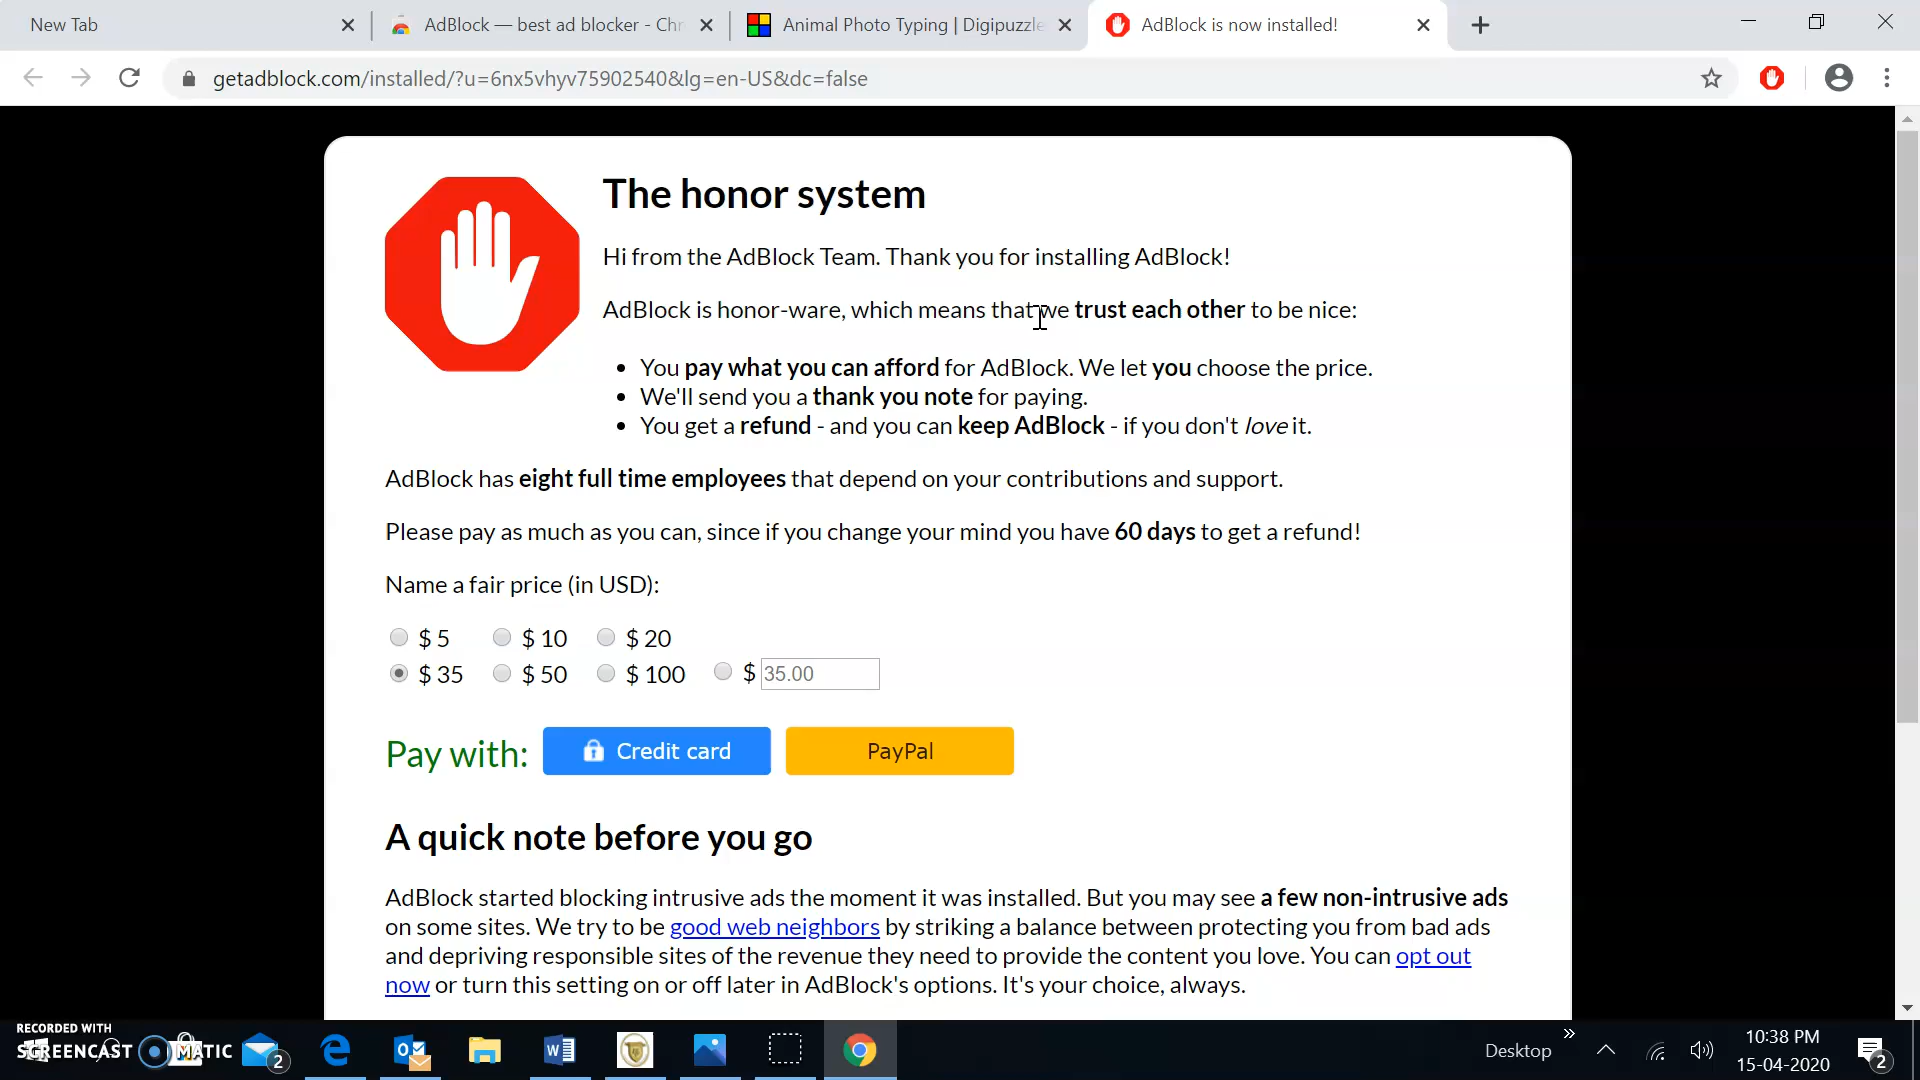 New Tab
AdBlock — best ad blocker - Chr
Animal Photo Typing | Digipuzzle
AdBlock is now installed!
getadblock.com/installed/?u=6nx5vhyv75902540&lg=en-US&dc=false
The honor system
Hi from the AdBlock Team. Thank you for installing AdBlock!
AdBlock is honor-ware, which means that we trust each other to be nice:
You pay what you can afford for AdBlock. We let you choose the price.
We'll send you a thank you note for paying.
You get a refund - and you can keep AdBlock - if you don't love it.
AdBlock has eight full time employees that depend on your contributions and support.
Please pay as much as you can, since if you change your mind you have 60 days to get a refund!
Name a fair price (in USD):
$ 5 $ 10 $ 20
$ 35 $ 50 $ 100 $ 35.00
Pay with: Credit card PayPal
A quick note before you go
AdBlock started blocking intrusive ads the moment it was installed. But you may see a few non-intrusive ads
on some sites. We try to be good web neighbors by striking a balance between protecting you from bad ads
and depriving responsible sites of the revenue they need to provide the content you love. You can opt out
now or turn this setting on or off later in AdBlock's options. It's your choice, always.
RECORDED WITH
SCREENCAST MATIC
2
Desktop
10:38 PM
15-04-2020
2